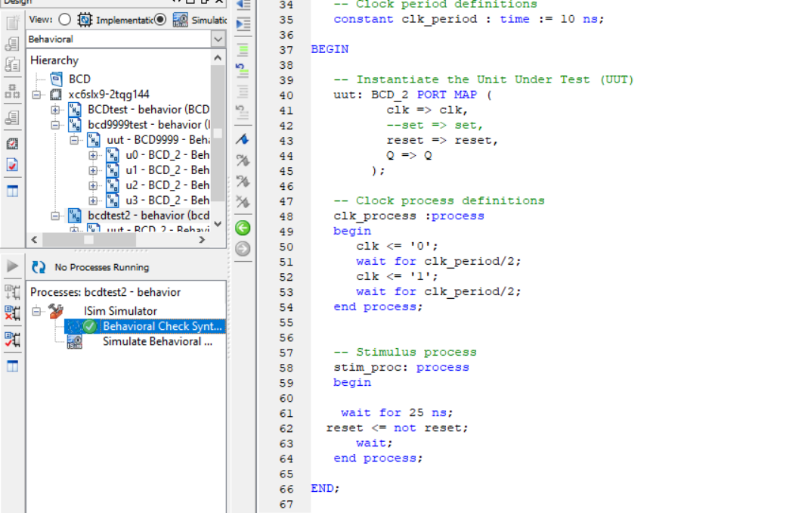 Design
View:
Implementatic
Simulatic
Behavioral
Hierarchy
BCD
xc6slx9-2tqg144
BCDtest - behavior (BCD
bcd9999test - behavior (
uut - BCD9999 - Beh
u0 - BCD_2 - Beh
u1 - BCD_2 - Beh
u2 - BCD_2 - Beh
u3 - BCD_2 - Beh
bcdtest2 - behavior (bcd
uut - BCD_2 - Behavi
No Processes Running
Processes: bcdtest2 - behavior
ISim Simulator
Behavioral Check Synt...
Simulate Behavioral ...
34 -- Clock period definitions
35 constant clk_period : time := 10 ns;
36
37 BEGIN
38
39 -- Instantiate the Unit Under Test (UUT)
40 uut: BCD_2 PORT MAP (
41 clk => clk,
42 --set => set,
43 reset => reset,
44 Q => Q
45 );
46
47 -- Clock process definitions
48 clk_process :process
49 begin
50 clk <= '0';
51 wait for clk_period/2;
52 clk <= '1';
53 wait for clk_period/2;
54 end process;
55
56
57 -- Stimulus process
58 stim_proc: process
59 begin
60
61 wait for 25 ns;
62 reset <= not reset;
63 wait;
64 end process;
65
66 END;
67